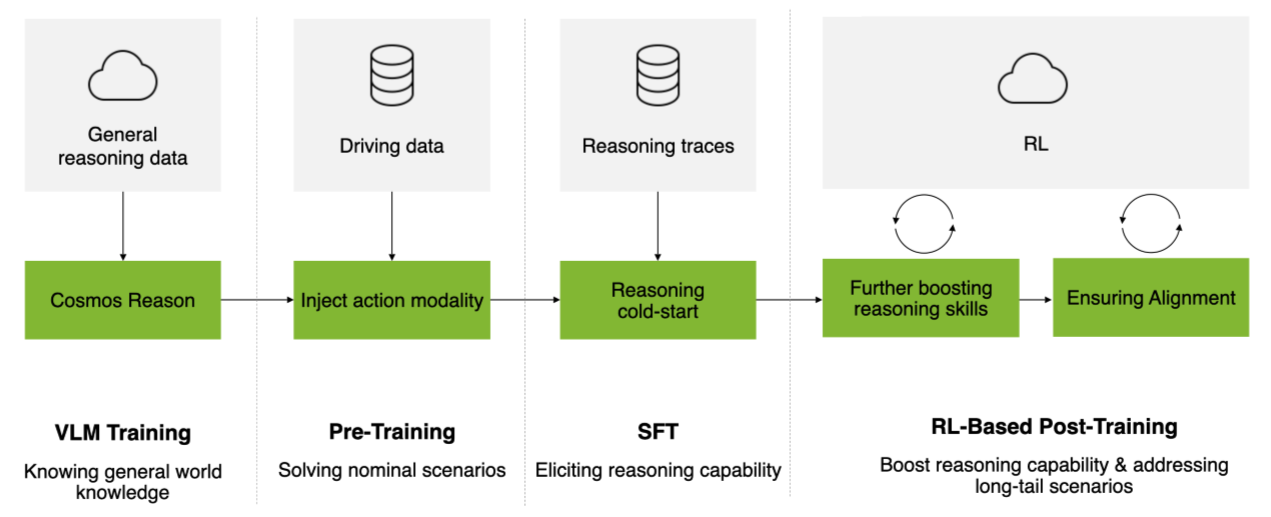 General
reasoning data
Driving data
Reasoning traces
RL
Cosmos Reason
Inject action modality
Reasoning
cold-start
Further boosting
reasoning skills
Ensuring Alignment
VLM Training
Knowing general world
knowledge
Pre-Training
Solving nominal scenarios
SFT
Eliciting reasoning capability
RL-Based Post-Training
Boost reasoning capability & addressing
long-tail scenarios